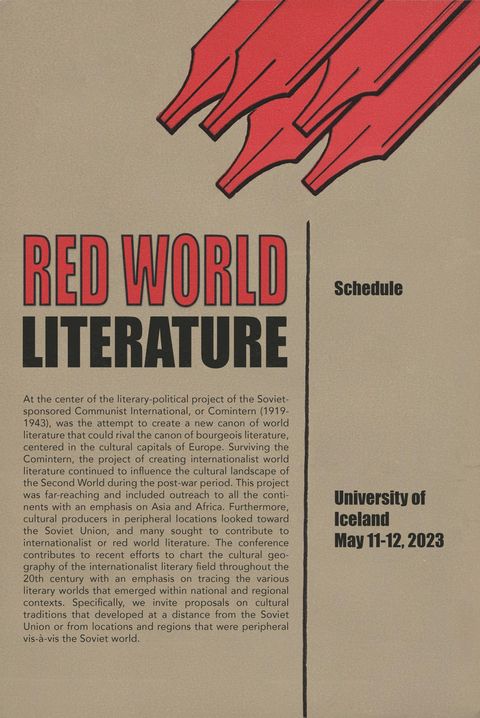 RED WORLD
LITERATURE
At the center of the literary-political project of the Soviet-
sponsored Communist International, or Comintern (1919-
1943), was the attempt to create a new canon of world
literature that could rival the canon of bourgeois literature,
centered in the cultural capitals of Europe. Surviving the
Comintern, the project of creating internationalist world
literature continued to influence the cultural landscape of
the Second World during the post-war period. This project
was far-reaching and included outreach to all the conti-
nents with an emphasis on Asia and Africa. Furthermore,
cultural producers in peripheral locations looked toward
the Soviet Union, and many sought to contribute to
internationalist or red world literature. The conference
contributes to recent efforts to chart the cultural geo-
graphy of the internationalist literary field throughout the
20th century with an emphasis on tracing the various
literary worlds that emerged within national and regional
contexts. Specifically, we invite proposals on cultural
traditions that developed at a distance from the Soviet
Union or from locations and regions that were peripheral
vis-à-vis the Soviet world.
Schedule
University of
Iceland
May 11-12, 2023